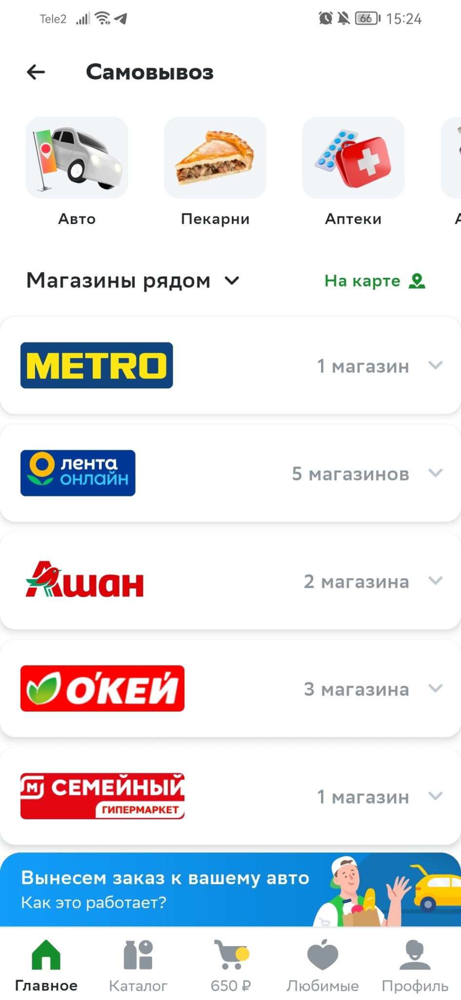 Tele2 66 15:24
Самовывоз
Авто Пекарни Аптеки
Магазины рядом На карте
METRO 1 магазин
лента
онлайн
5 магазинов
Ашан 2 магазина
О'КЕЙ 3 магазина
М СЕМЕЙНЫЙ
ГИПЕРМАРКЕТ
1 магазин
Вынесем заказ к вашему авто
Как это работает?
Главное Каталог 650 ₽ Любимые Профиль